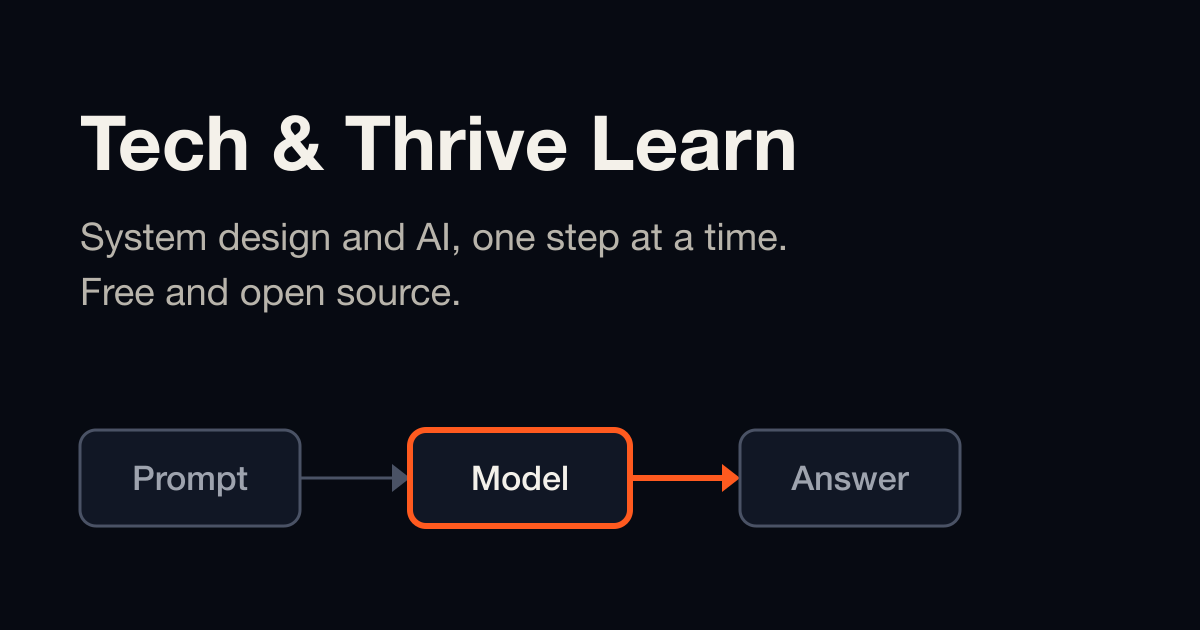 Tech & Thrive Learn
System design and AI, one step at a time.
Free and open source.
Prompt
Model
Answer